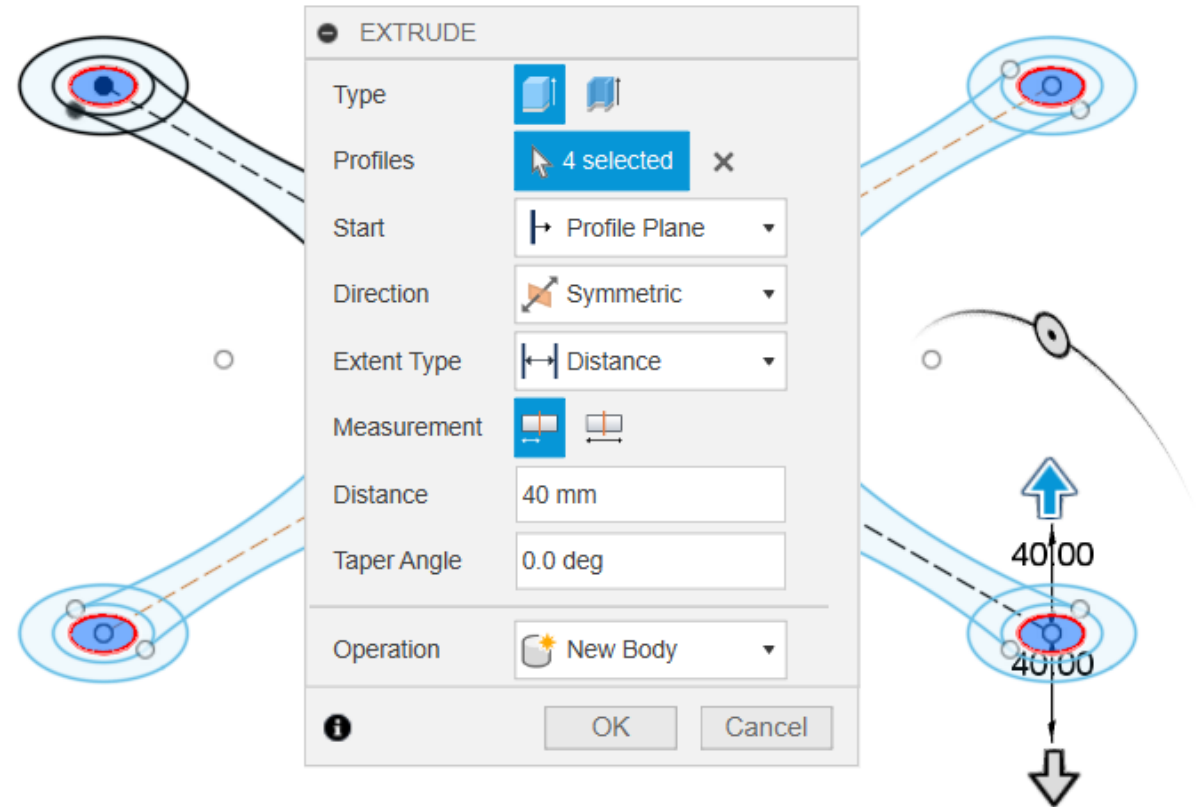 EXTRUDE
Type
Profiles 4 selected
Start Profile Plane
Direction Symmetric
Extent Type Distance
Measurement
Distance 40 mm
Taper Angle 0.0 deg
Operation New Body
OK Cancel
40.00
40.00